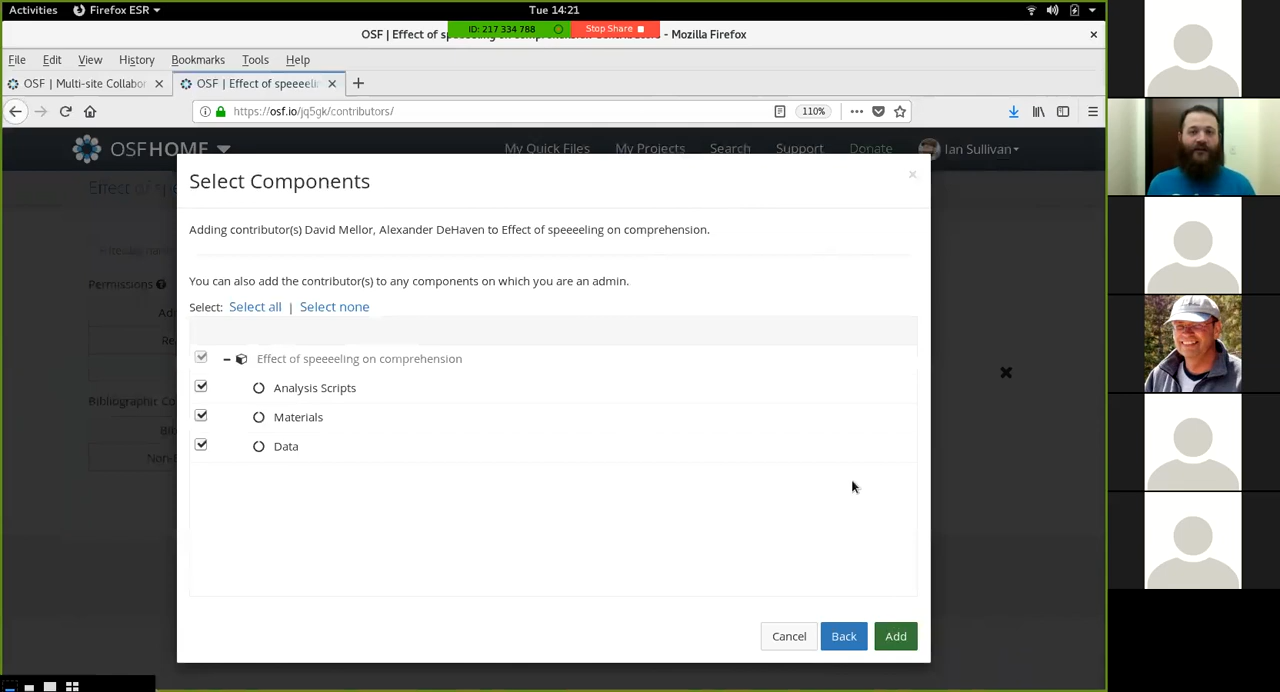 Activities Firefox ESR Tue 14:21
ID: 217 334 788 Stop Share
OSF | Effect of - Mozilla Firefox
File Edit View History Bookmarks Tools Help
OSF | Multi-site Collabor OSF | Effect of speeeeli
https://osf.io/jq5gk/contributors/ 110%
OSFHOME My Quick Files My Projects Search Support Donate Ian Sullivan
Effect of
Select Components
Adding contributor(s) David Mellor, Alexander DeHaven to Effect of speeeeling on comprehension.
Permissions
You can also add the contributor(s) to any components on which you are an admin.
Select: Select all | Select none
Effect of speeeeling on comprehension
Analysis Scripts
Bibliographic Co
Materials
Data
Cancel Back Add